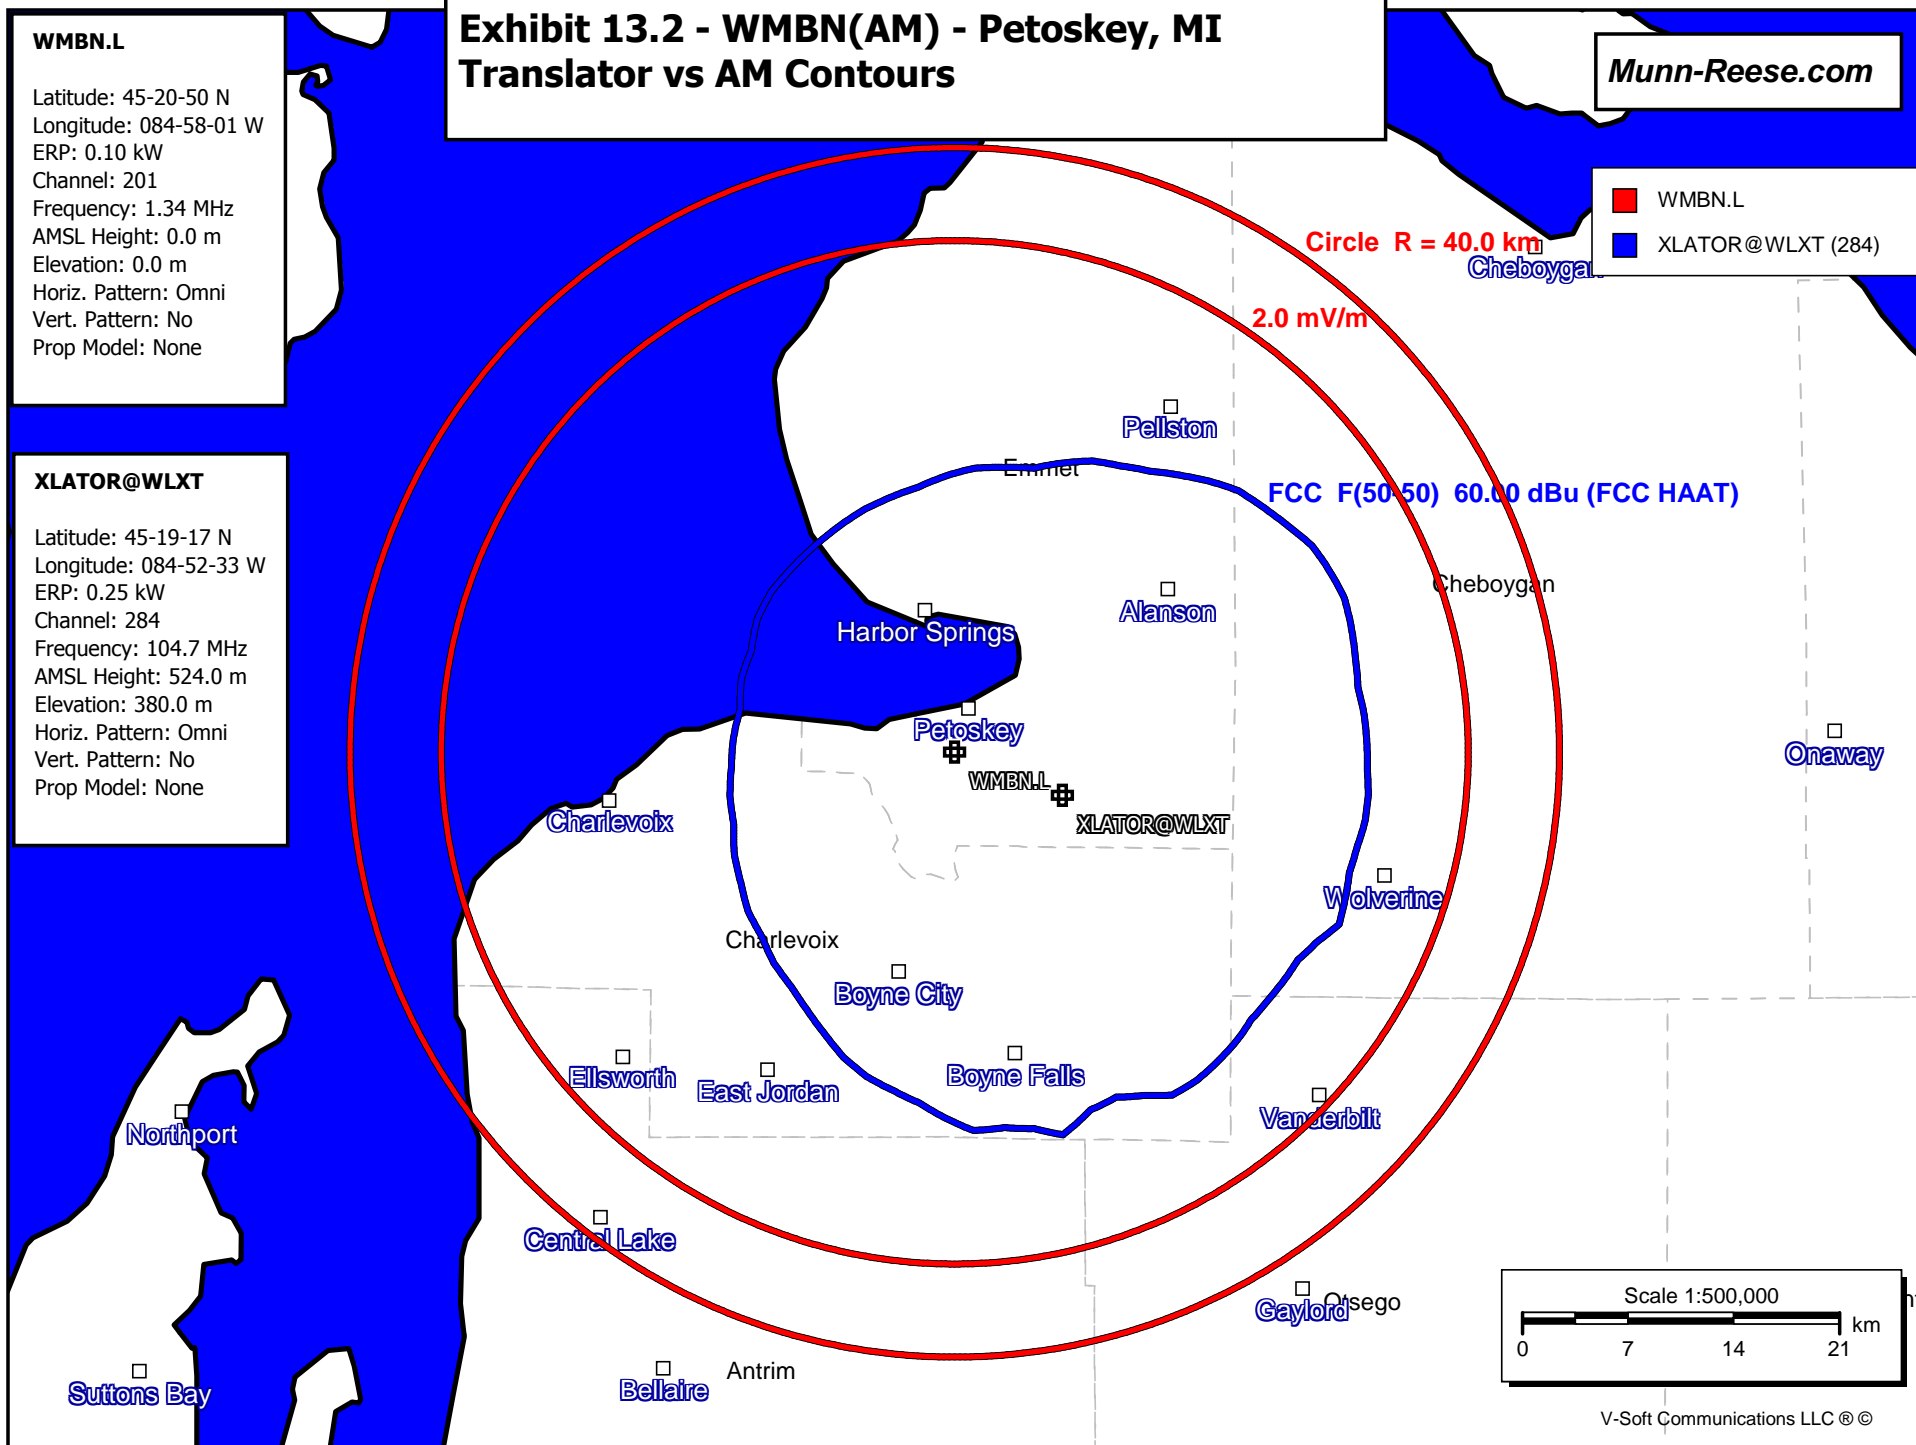 Exhibit 13.2 - WMBN(AM) - Petoskey, MI
Translator vs AM Contours
Munn-Reese.com
WMBN.L
Latitude: 45-20-50 N
Longitude: 084-58-01 W
ERP: 0.10 kW
Channel: 201
Frequency: 1.34 MHz
AMSL Height: 0.0 m
Elevation: 0.0 m
Horiz. Pattern: Omni
Vert. Pattern: No
Prop Model: None
XLATOR@WLXT
Latitude: 45-19-17 N
Longitude: 084-52-33 W
ERP: 0.25 kW
Channel: 284
Frequency: 104.7 MHz
AMSL Height: 524.0 m
Elevation: 380.0 m
Horiz. Pattern: Omni
Vert. Pattern: No
Prop Model: None
WMBN.L
XLATOR@WLXT (284)
Circle R = 40.0 km
Cheboygan
2.0 mV/m
Pellston
Emmet
FCC F(50-50) 60.00 dBu (FCC HAAT)
Cheboygan
Alanson
Harbor Springs
Petoskey
WMBN.L
XLATOR@WLXT
Onaway
Charlevoix
Wolverine
Charlevoix
Boyne City
Ellsworth
East Jordan
Boyne Falls
Vanderbilt
Northport
Central Lake
Gaylord
Otsego
Antrim
Bellaire
Suttons Bay
Scale 1:500,000
km
0 7 14 21
V-Soft Communications LLC ® ©